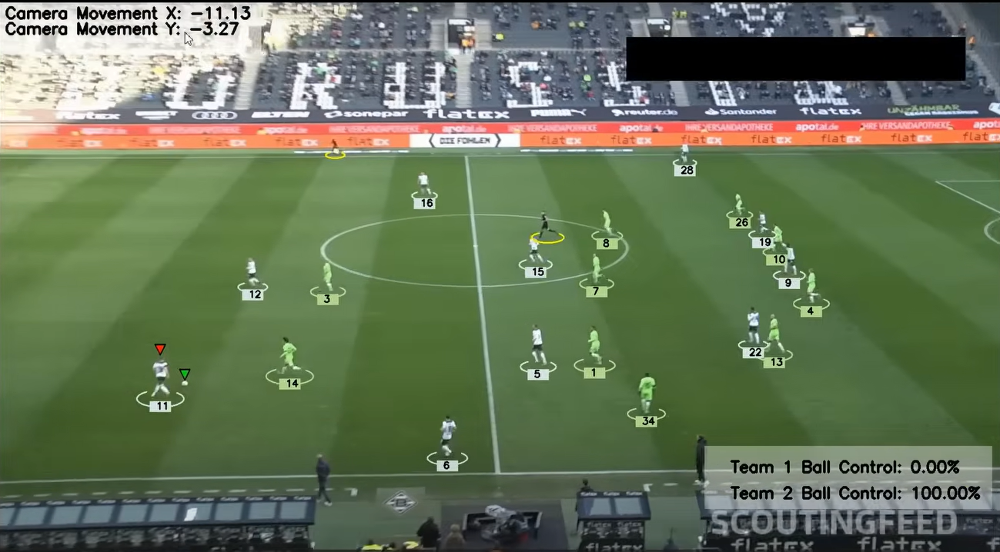 Camera Movement X: -11.13
Camera Movement Y: -3.27
BORUSS
flatex
Audi
sonepar flatex PUMA reuter.de Santander flatex UNZÄHMBAR
apotal.de IHRE VERSANDAPOTHEKE apotal.de IHRE VERSANDAPOTHEKE apotal.de IHRE VERSANDAPOTHEKE apotal.de IHRE VERSANDAPOTHEKE apotal
flatex flatex flatex DIE FOHLEN flatex flatex flatex flatex flatex flatex
28
16
26
8
19
10
15
9
7
12
3
4
22
13
5
1
14
11
34
6
Team 1 Ball Control: 0.00%
Team 2 Ball Control: 100.00%
SCOUTINGFEED
flatex flatex